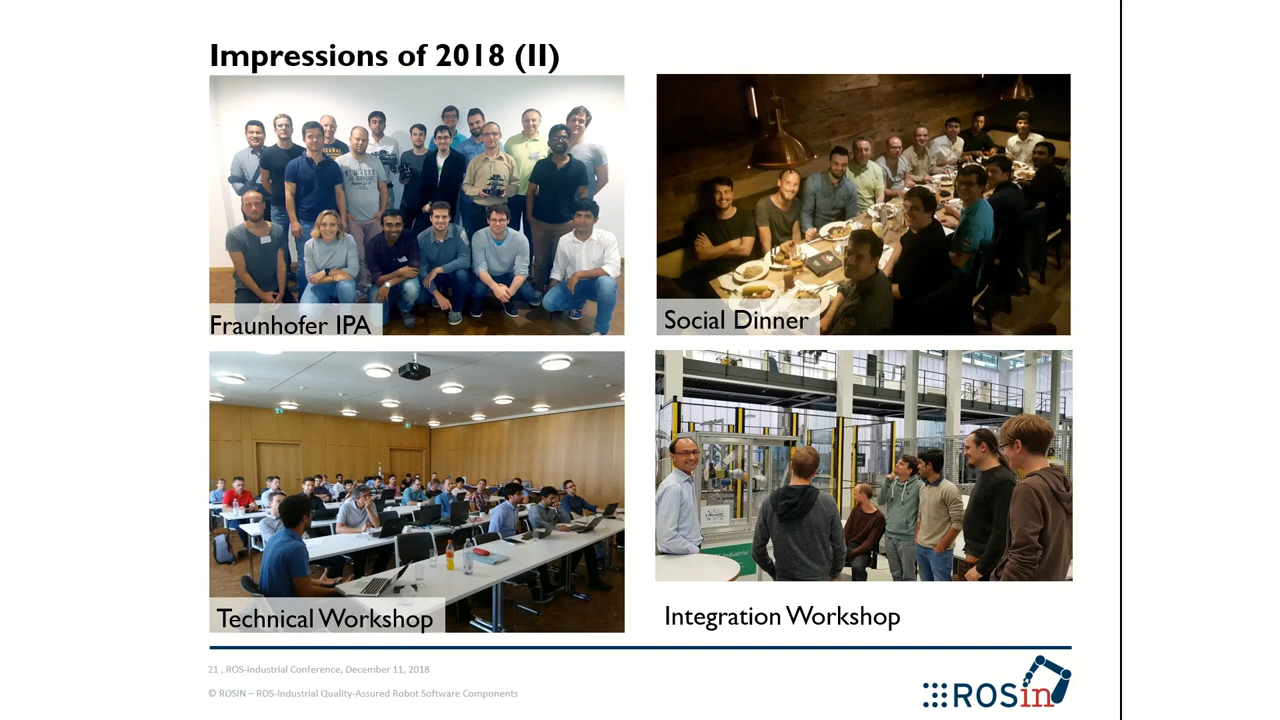 Impressions of 2018 (II)
Fraunhofer IPA
Social Dinner
Technical Workshop
Integration Workshop
21 , ROS-Industrial Conference, December 11, 2018
© ROSIN – ROS-Industrial Quality-Assured Robot Software Components
ROSin